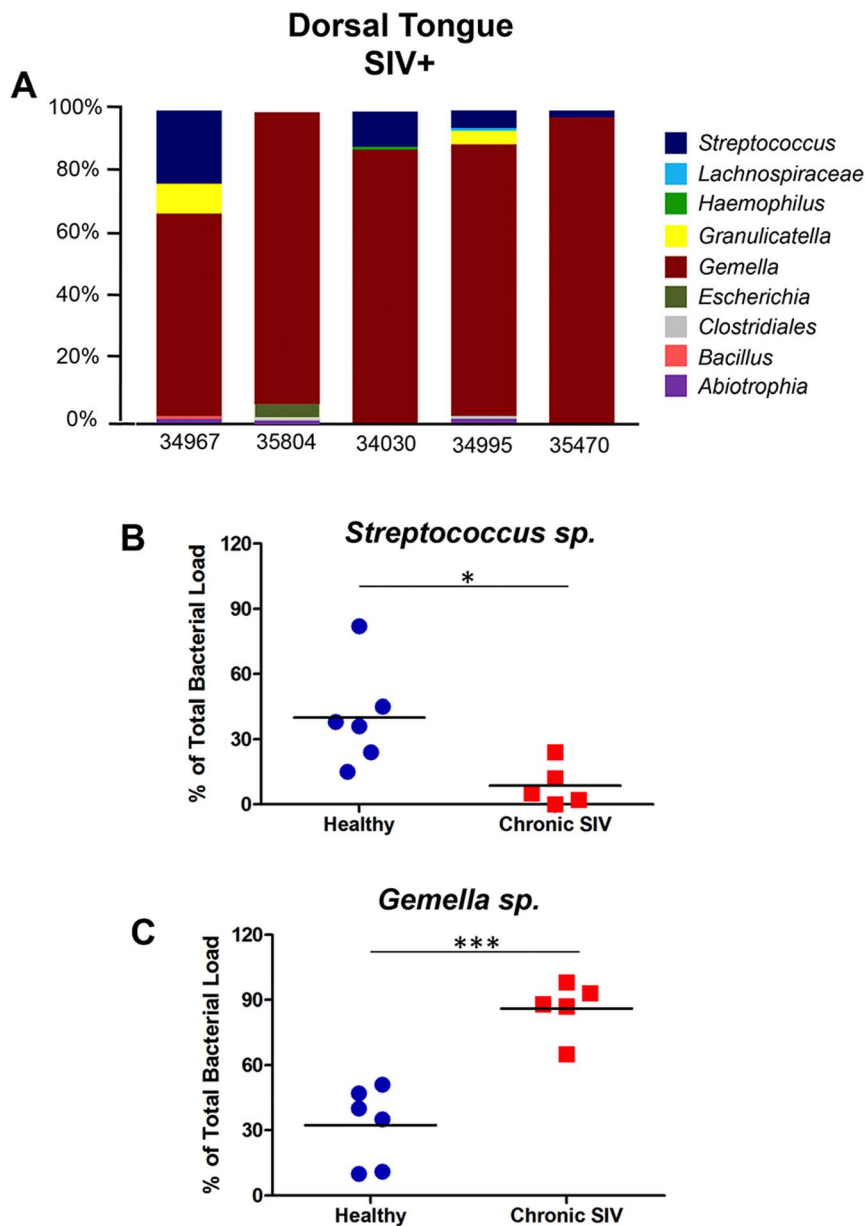 Dorsal Tongue
SIV+
A
100%
80%
60%
40%
20%
0%
34967 35804 34030 34995 35470
Streptococcus
Lachnospiraceae
Haemophilus
Granulicatella
Gemella
Escherichia
Clostridiales
Bacillus
Abiotrophia
B
Streptococcus sp.
% of Total Bacterial Load
120
90
60
30
0
*
Healthy Chronic SIV
C
Gemella sp.
% of Total Bacterial Load
120
90
60
30
0
***
Healthy Chronic SIV